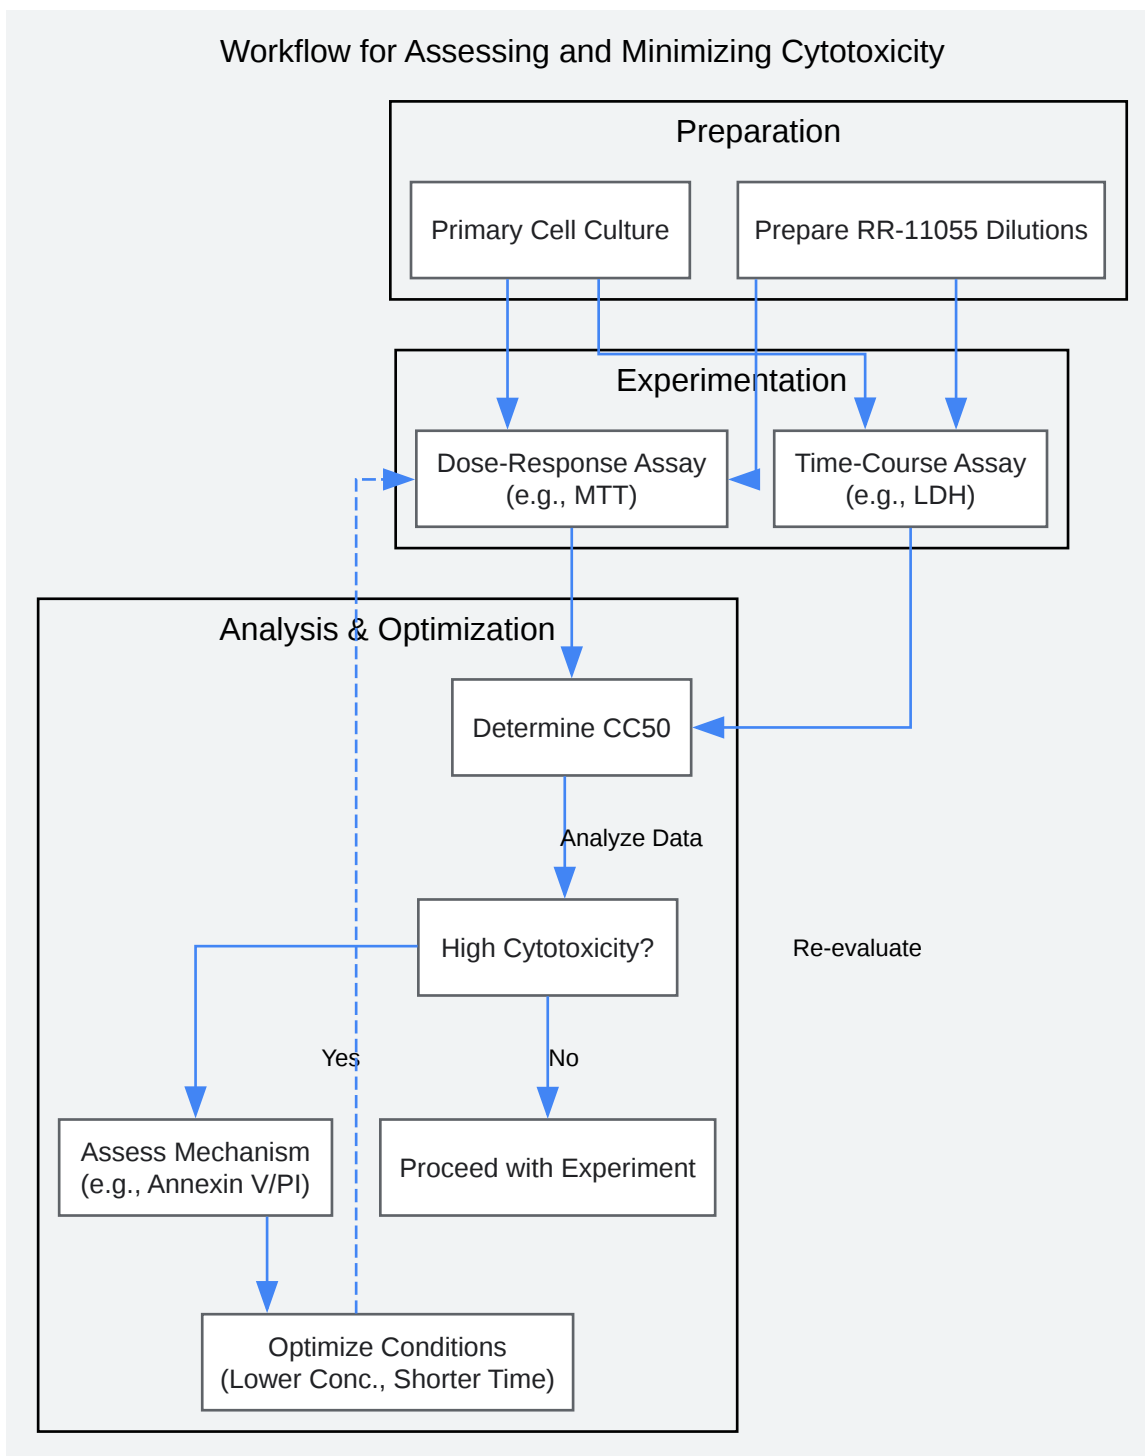 Workflow for Assessing and Minimizing Cytotoxicity
Preparation
Primary Cell Culture
Prepare RR-11055 Dilutions
Experimentation
Dose-Response Assay
(e.g., MTT)
Time-Course Assay
(e.g., LDH)
Analysis & Optimization
Determine CC50
Analyze Data
High Cytotoxicity?
Re-evaluate
Yes
No
Assess Mechanism
(e.g., Annexin V/PI)
Proceed with Experiment
Optimize Conditions
(Lower Conc., Shorter Time)